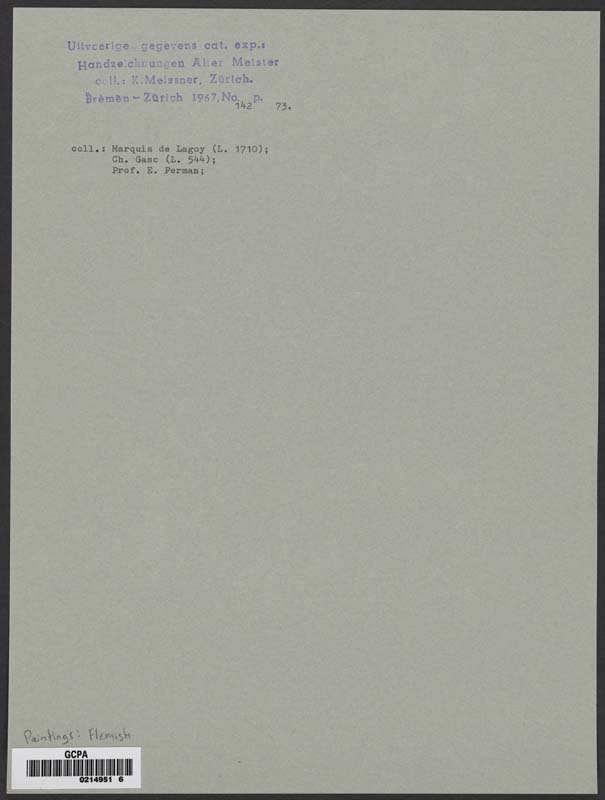 Uitvoerige gegevens cat. exp.:
Handzeichnungen Alter Meister
coll.: K.Meissner, Zürich.
Bremen - Zürich 1967, No. 142 p. 73.
coll.: Marquis de Lagoy (L. 1710);
Ch. Gasc (L. 544);
Prof. E. Perman;
Paintings: Flemish
GCPA
0214951 6